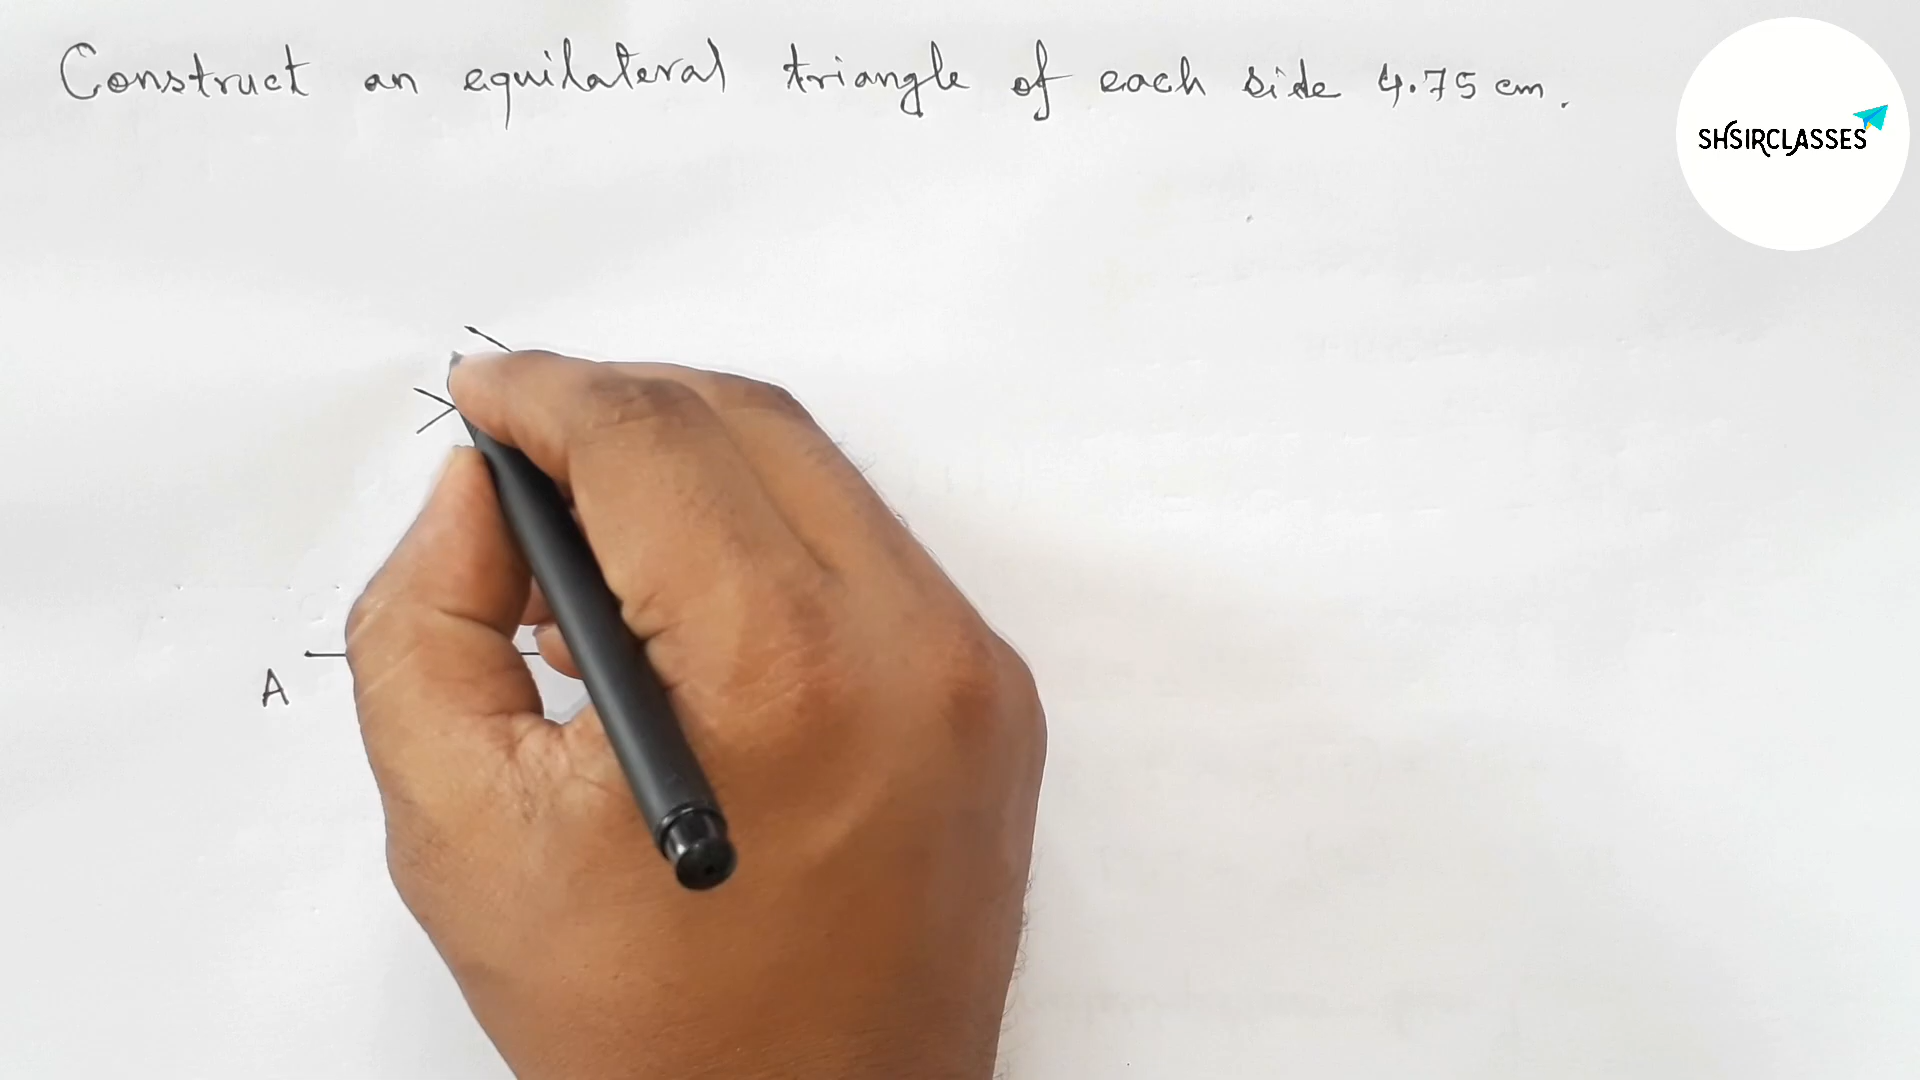 Construct an equilateral triangle of each side 4.75 cm.
SHSIRCLASSES
A